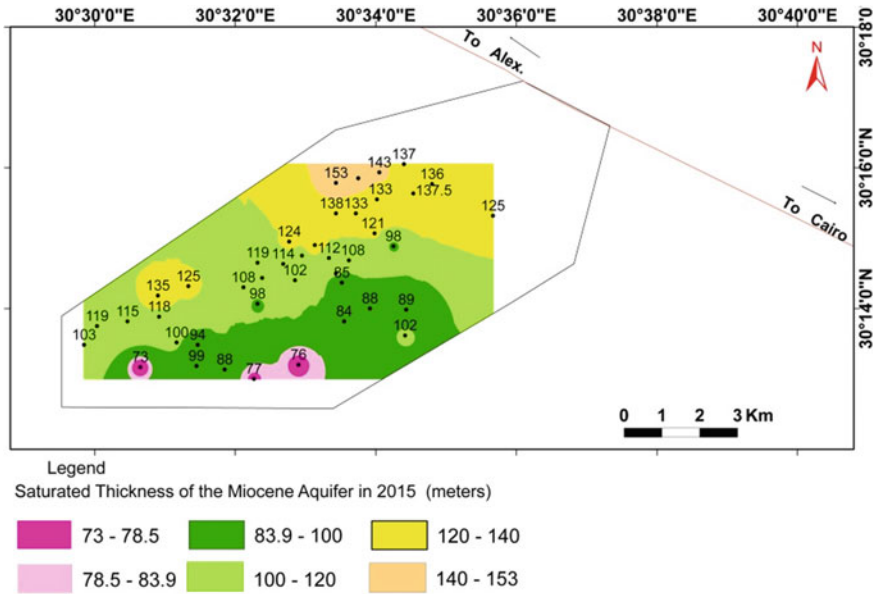 30°30'0"E 30°32'0"E 30°34'0"E 30°36'0"E 30°38'0"E 30°40'0"E
30°18'0"N
To Alex.
N
137
143
153
30°16'0"N
136
133 137.5
138 133
125
To Cairo
121
124
98
112
119 114 108
102
85
125
108
135
98
88 89
118
115
119
84
30°14'0"N
102
103
100 94
99 88
76
73
77
0 1 2 3 Km
Legend
Saturated Thickness of the Miocene Aquifer in 2015 (meters)
73 - 78.5 83.9 - 100 120 - 140
78.5 - 83.9 100 - 120 140 - 153